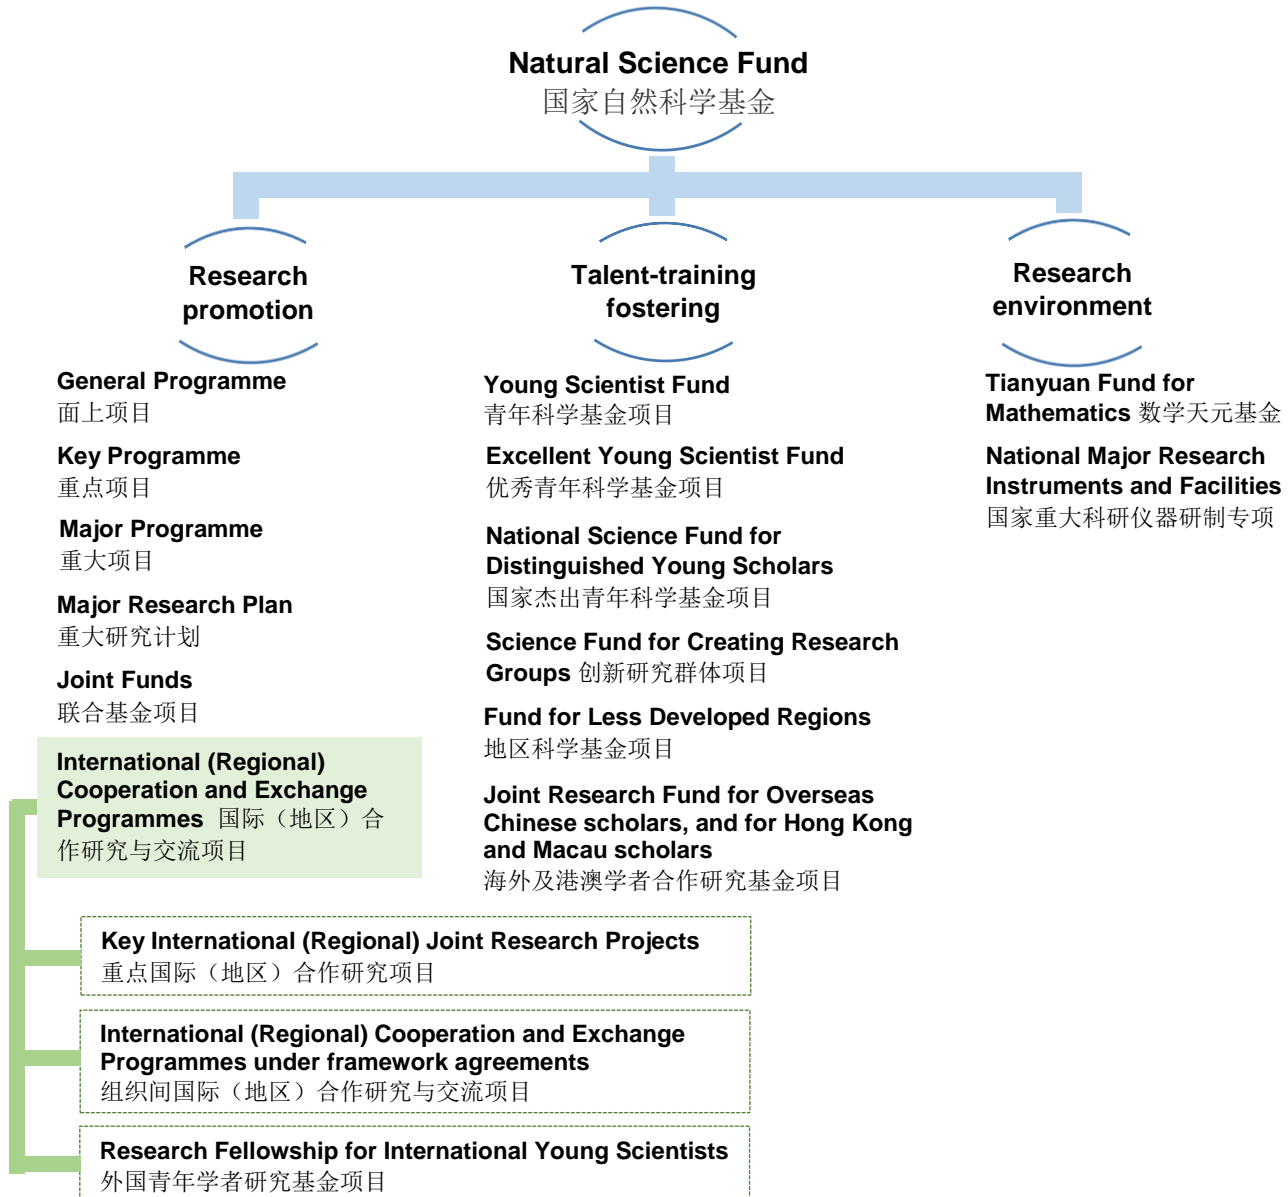 Natural Science Fund
国家自然科学基金
Research
promotion
General Programme
面上项目
Key Programme
重点项目
Major Programme
重大项目
Major Research Plan
重大研究计划
Joint Funds
联合基金项目
International (Regional)
Cooperation and Exchange
Programmes 国际（地区）合
作研究与交流项目
Key International (Regional) Joint Research Projects
重点国际（地区）合作研究项目
International (Regional) Cooperation and Exchange
Programmes under framework agreements
组织间国际（地区）合作研究与交流项目
Research Fellowship for International Young Scientists
外国青年学者研究基金项目
Talent-training
fostering
Young Scientist Fund
青年科学基金项目
Excellent Young Scientist Fund
优秀青年科学基金项目
National Science Fund for
Distinguished Young Scholars
国家杰出青年科学基金项目
Science Fund for Creating Research
Groups 创新研究群体项目
Fund for Less Developed Regions
地区科学基金项目
Joint Research Fund for Overseas
Chinese scholars, and for Hong Kong
and Macau scholars
海外及港澳学者合作研究基金项目
Research
environment
Tianyuan Fund for
Mathematics 数学天元基金
National Major Research
Instruments and Facilities
国家重大科研仪器研制专项